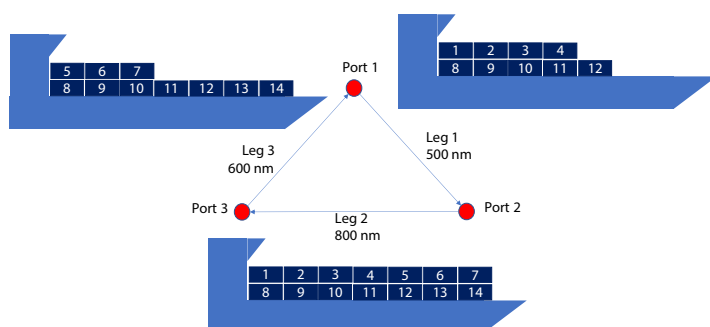 1 2 3 4
8 9 10 11 12
5 6 7
8 9 10 11 12 13 14
Port 1
Leg 1
500 nm
Leg 3
600 nm
Port 3
Port 2
Leg 2
800 nm
1 2 3 4 5 6 7
8 9 10 11 12 13 14